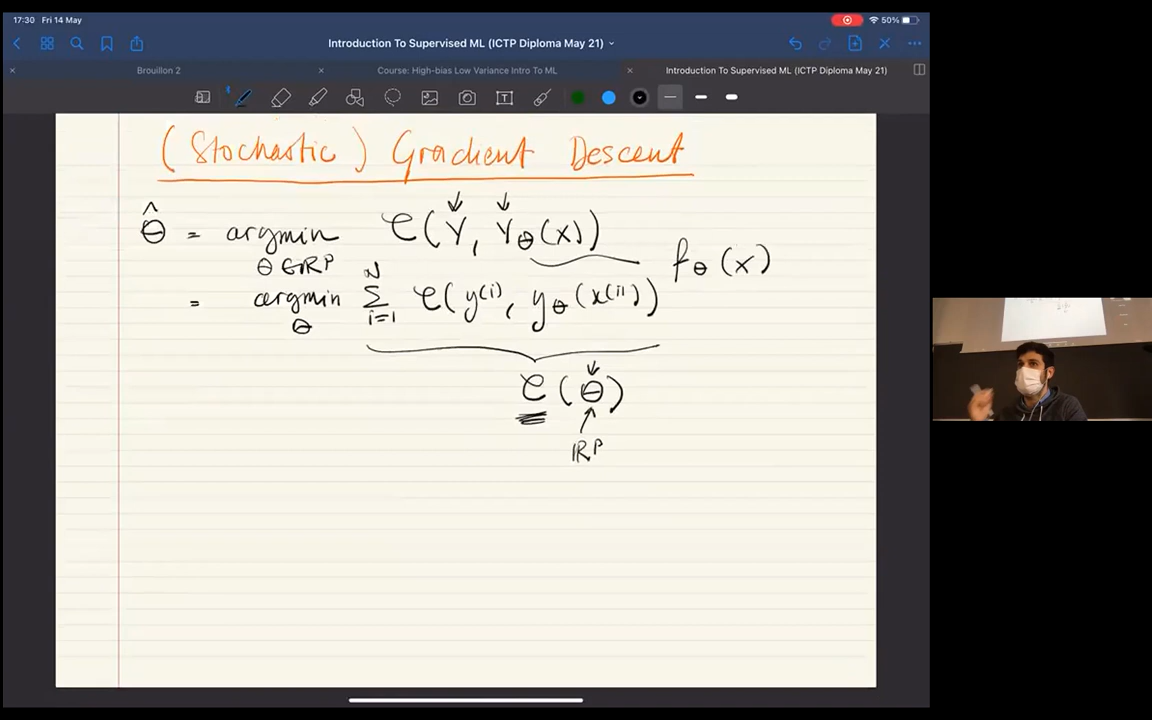 17:30 Fri 14 May
50%
Introduction To Supervised ML (ICTP Diploma May 21)
Brouillon 2
Course: High-bias Low Variance Intro To ML
Introduction To Supervised ML (ICTP Diploma May 21)
(Stochastic) Gradient Descent
θ̂ = argmin C(Y, Yθ(x))
θ∈ℝᴾ
fθ(x)
= argmin Σ C(y⁽ⁱ⁾, yθ(x⁽ⁱ⁾))
θ i=1 N
C(θ)
ℝᴾ